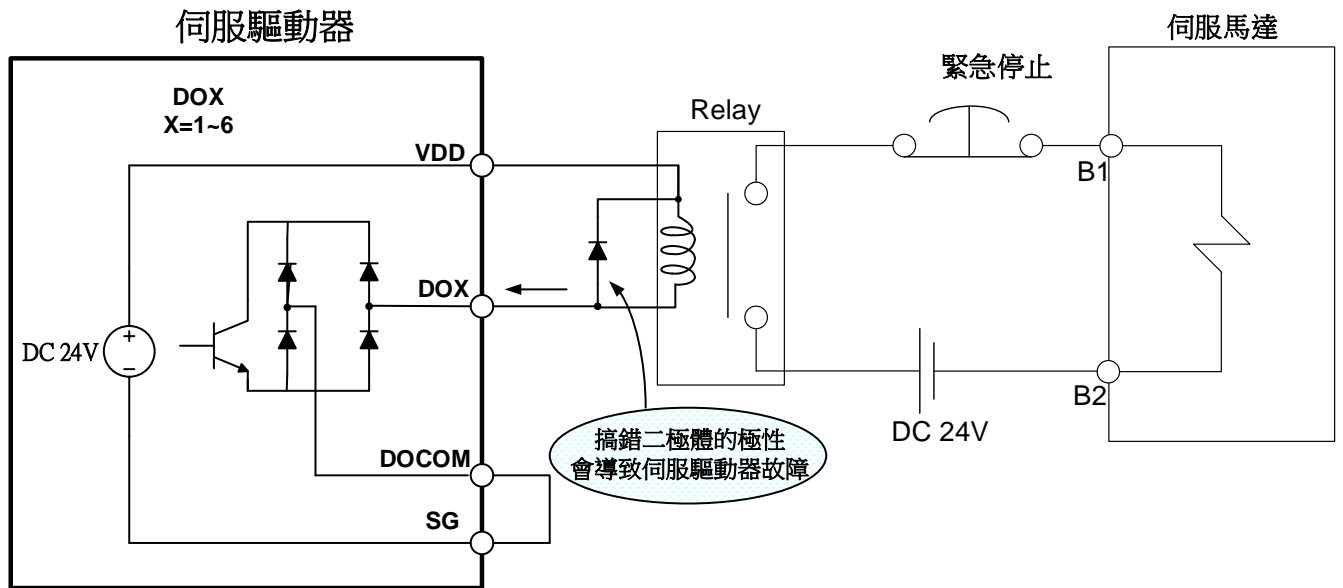 伺服驅動器
伺服馬達
緊急停止
DOX
X=1~6
Relay
VDD
B1
DOX
DC 24V
+
−
B2
DC 24V
搞錯二極體的極性
會導致伺服驅動器故障
DOCOM
SG